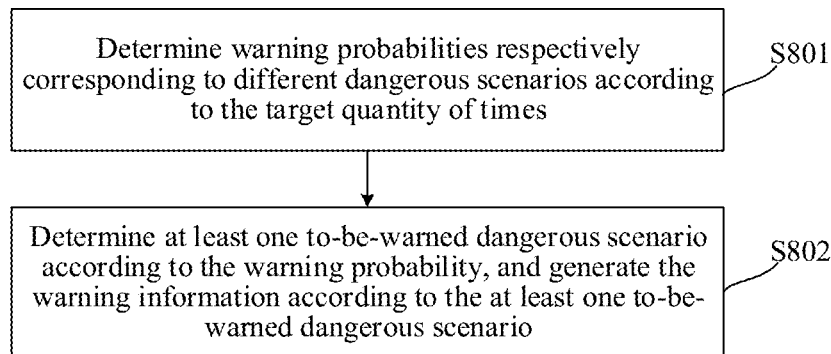 Determine warning probabilities respectively
corresponding to different dangerous scenarios according
to the target quantity of times
S801
Determine at least one to-be-warned dangerous scenario
according to the warning probability, and generate the
warning information according to the at least one to-be-
warned dangerous scenario
S802